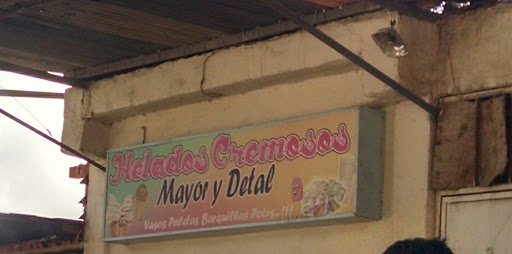 Helados Cremosos
Mayor y Detal
Vasos Paletas Barquillas Potes..!!!